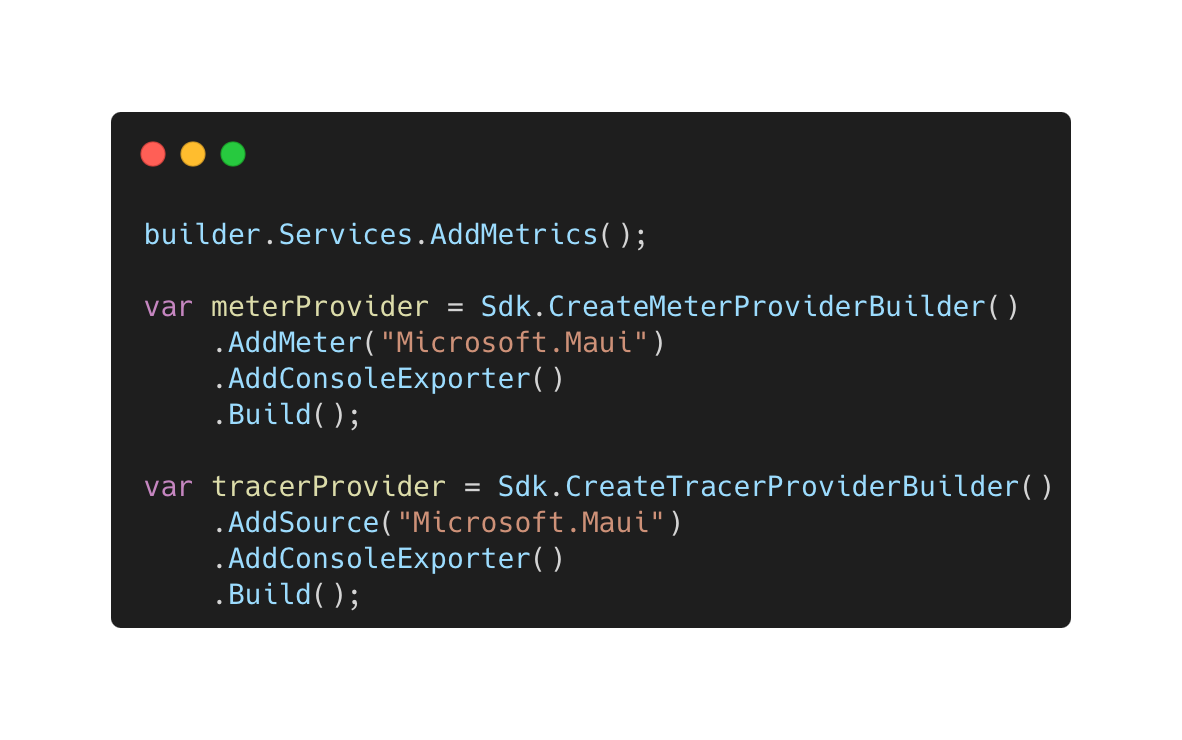 builder.Services.AddMetrics();
var meterProvider = Sdk.CreateMeterProviderBuilder()
    .AddMeter("Microsoft.Maui")
    .AddConsoleExporter()
    .Build();
var tracerProvider = Sdk.CreateTracerProviderBuilder()
    .AddSource("Microsoft.Maui")
    .AddConsoleExporter()
    .Build();